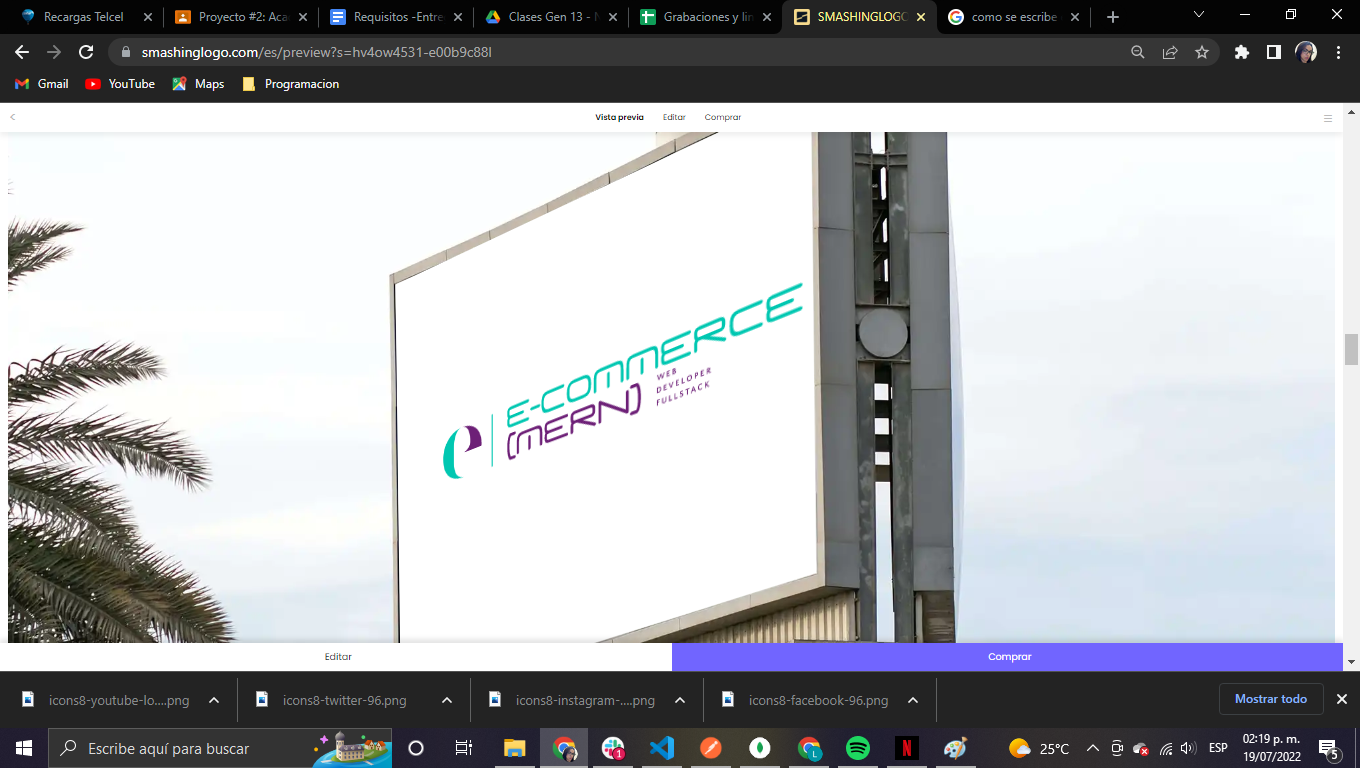 Recargas Telcel
Proyecto #2: Aca
Requisitos -Entre
Clases Gen 13 - N
Grabaciones y lin
SMASHINGLOGO
como se escribe
smashinglogo.com/es/preview?s=hv4ow4531-e00b9c88l
Gmail
YouTube
Maps
Programacion
Vista previa
Editar
Comprar
E-COMMERCE
(MERN)
WEB
DEVELOPER
FULLSTACK
Editar
Comprar
icons8-youtube-lo....png
icons8-twitter-96.png
icons8-instagram-....png
icons8-facebook-96.png
Mostrar todo
Escribe aquí para buscar
1
L
N
25°C
ESP
02:19 p. m.
19/07/2022
5